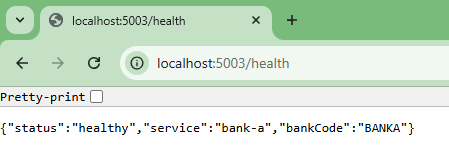 localhost:5003/health
localhost:5003/health
Pretty-print
{"status":"healthy","service":"bank-a","bankCode":"BANKA"}